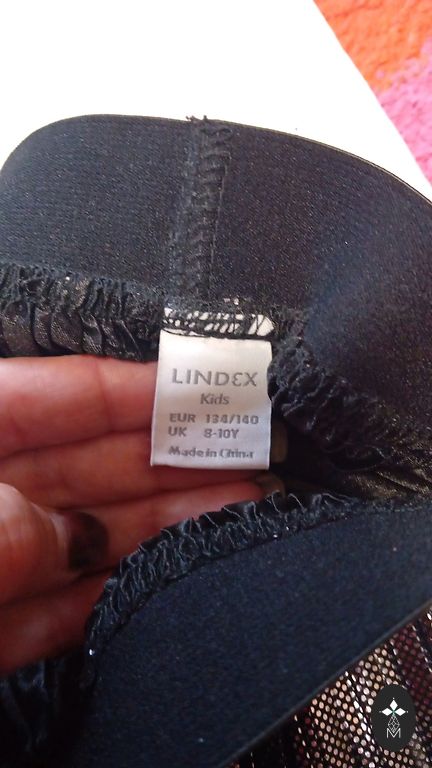 LINDEX
Kids
EUR 134/140
UK 8-10Y
Made in China
M